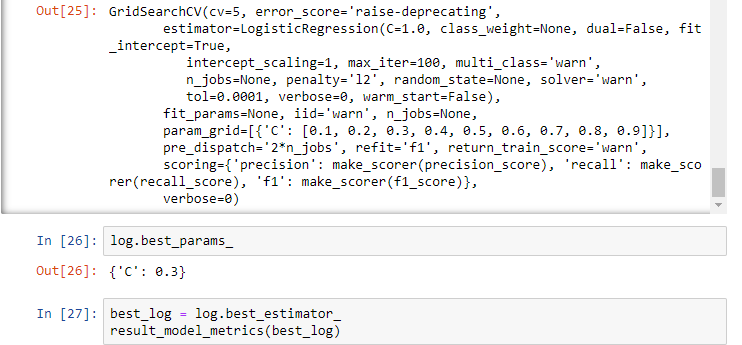 Out[25]: GridSearchCV(cv=5, error_score='raise-deprecating',
estimator=LogisticRegression(C=1.0, class_weight=None, dual=False, fit
_intercept=True,
intercept_scaling=1, max_iter=100, multi_class='warn',
n_jobs=None, penalty='l2', random_state=None, solver='warn',
tol=0.0001, verbose=0, warm_start=False),
fit_params=None, iid='warn', n_jobs=None,
param_grid=[{'C': [0.1, 0.2, 0.3, 0.4, 0.5, 0.6, 0.7, 0.8, 0.9]}],
pre_dispatch='2*n_jobs', refit='f1', return_train_score='warn',
scoring={'precision': make_scorer(precision_score), 'recall': make_sco
rer(recall_score), 'f1': make_scorer(f1_score)},
verbose=0)
In [26]: log.best_params_
Out[26]: {'C': 0.3}
In [27]: best_log = log.best_estimator_
result_model_metrics(best_log)